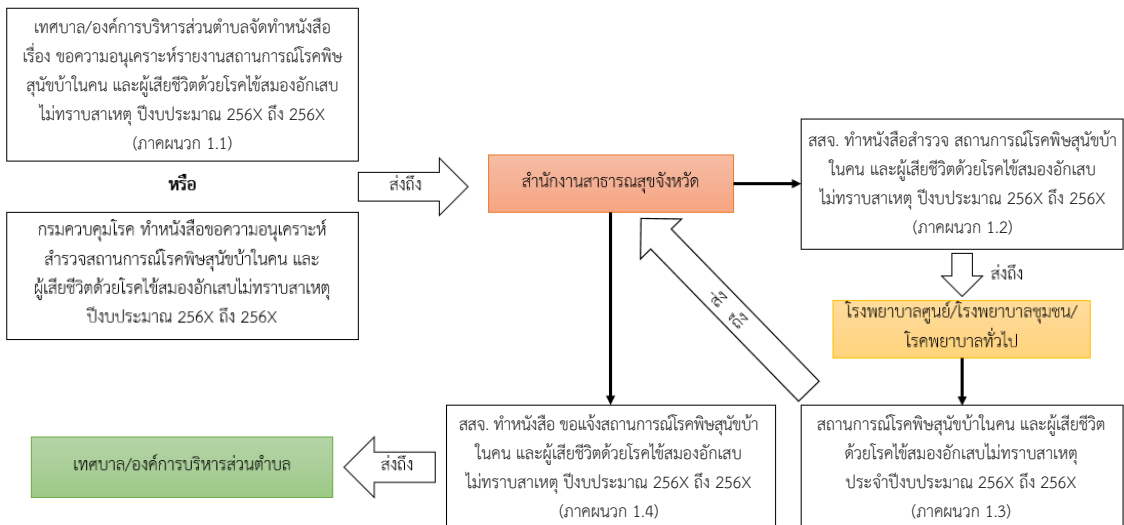 เทศบาล/องค์การบริหารส่วนตำบลจัดทำหนังสือ
เรื่อง ขอความอนุเคราะห์รายงานสถานการณ์โรคพิษ
สุนัขบ้าในคน และผู้เสียชีวิตด้วยโรคไข้สมองอักเสบ
ไม่ทราบสาเหตุ ปีงบประมาณ 256X ถึง 256X
(ภาคผนวก 1.1)
หรือ
กรมควบคุมโรค ทำหนังสือขอความอนุเคราะห์
สำรวจสถานการณ์โรคพิษสุนัขบ้าในคน และ
ผู้เสียชีวิตด้วยโรคไข้สมองอักเสบไม่ทราบสาเหตุ
ปีงบประมาณ 256X ถึง 256X
ส่งถึง
สำนักงานสาธารณสุขจังหวัด
สสจ. ทำหนังสือสำรวจ สถานการณ์โรคพิษสุนัขบ้า
ในคน และผู้เสียชีวิตด้วยโรคไข้สมองอักเสบ
ไม่ทราบสาเหตุ ปีงบประมาณ 256X ถึง 256X
(ภาคผนวก 1.2)
ส่งถึง
โรงพยาบาลศูนย์/โรงพยาบาลชุมชน/
โรคพยาบาลทั่วไป
สถานการณ์โรคพิษสุนัขบ้าในคน และผู้เสียชีวิต
ด้วยโรคไข้สมองอักเสบไม่ทราบสาเหตุ
ประจำปีงบประมาณ 256X ถึง 256X
(ภาคผนวก 1.3)
ส่ง
ถึง
สสจ. ทำหนังสือ ขอแจ้งสถานการณ์โรคพิษสุนัขบ้า
ในคน และผู้เสียชีวิตด้วยโรคไข้สมองอักเสบ
ไม่ทราบสาเหตุ ปีงบประมาณ 256X ถึง 256X
(ภาคผนวก 1.4)
ส่งถึง
เทศบาล/องค์การบริหารส่วนตำบล